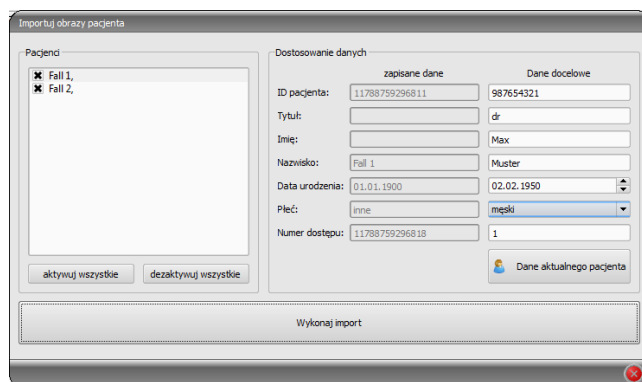 Importuj obrazy pacjenta
Pacjenci
Fall 1,
Fall 2,
aktywuj wszystkie dezaktywuj wszystkie
Dostosowanie danych
zapisane dane Dane docelowe
ID pacjenta: 11788759296811 987654321
Tytuł: dr
Imię: Max
Nazwisko: Fall 1 Muster
Data urodzenia: 01.01.1900 02.02.1950
Płeć: inne męski
Numer dostępu: 11788759296818 1
Dane aktualnego pacjenta
Wykonaj import